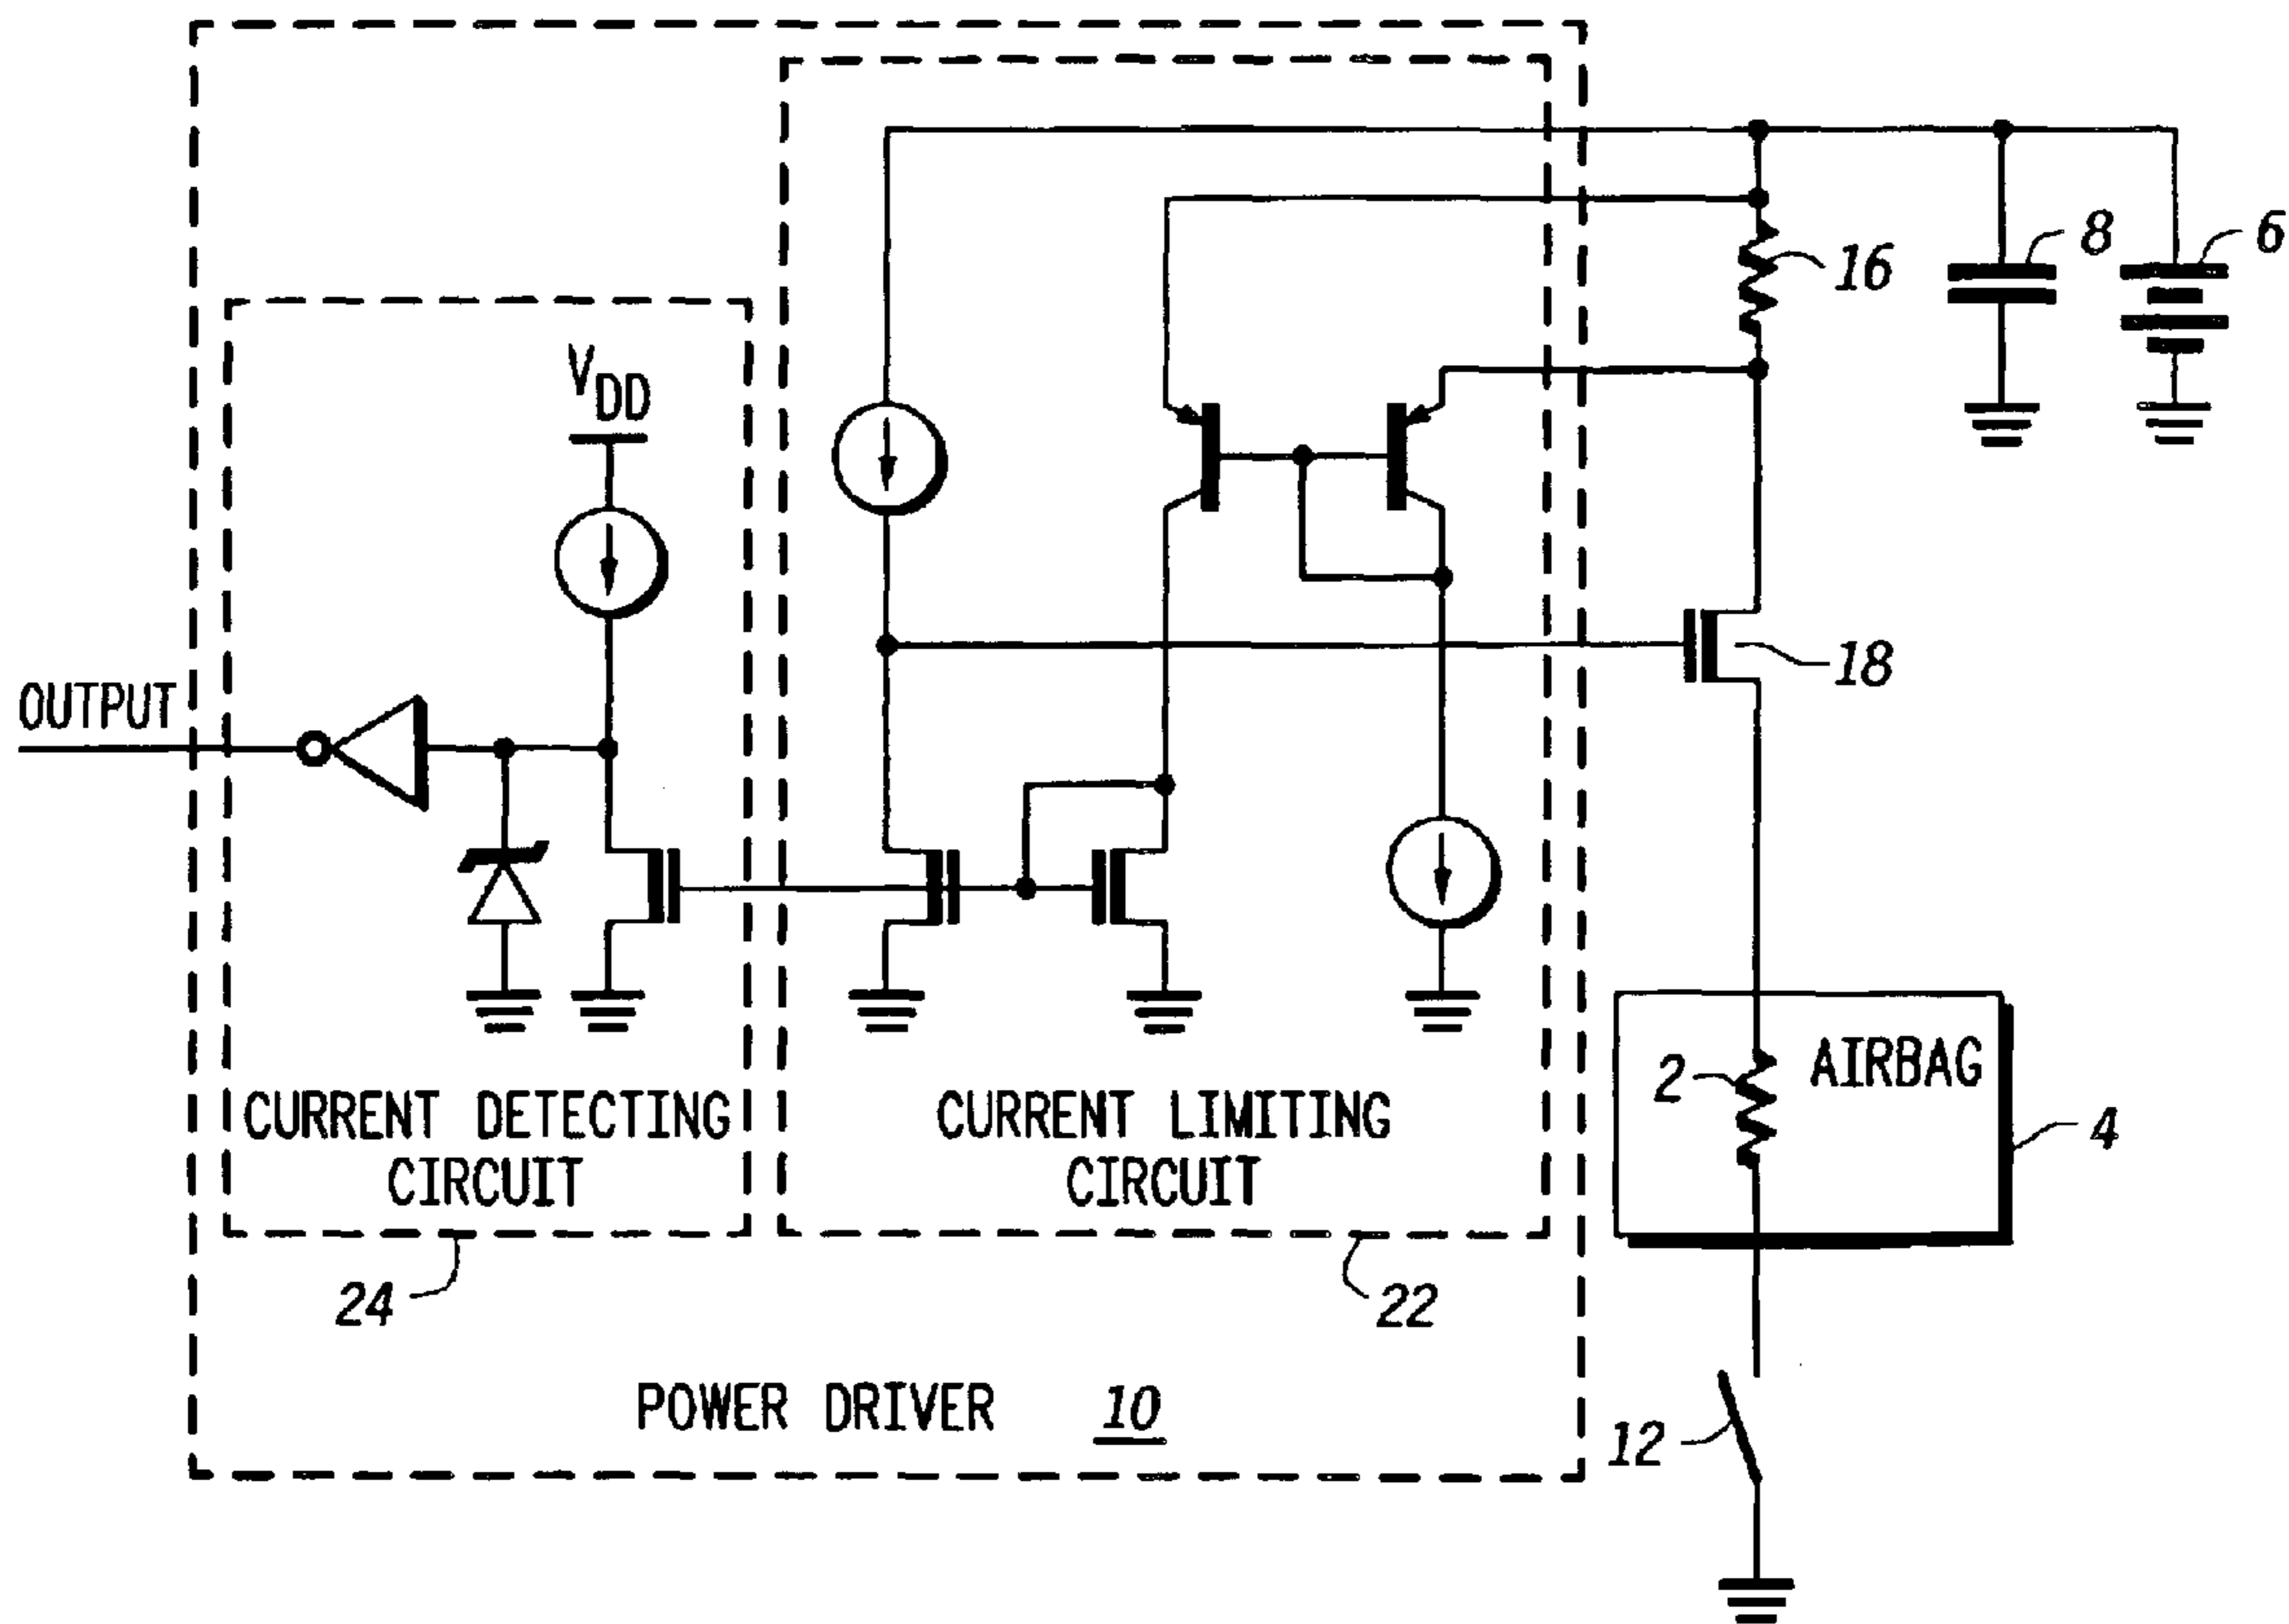 8
6
16
V_DD
18
OUTPUT
2
AIRBAG
4
CURRENT DETECTING
CIRCUIT
CURRENT LIMITING
CIRCUIT
24
22
POWER DRIVER 10
12